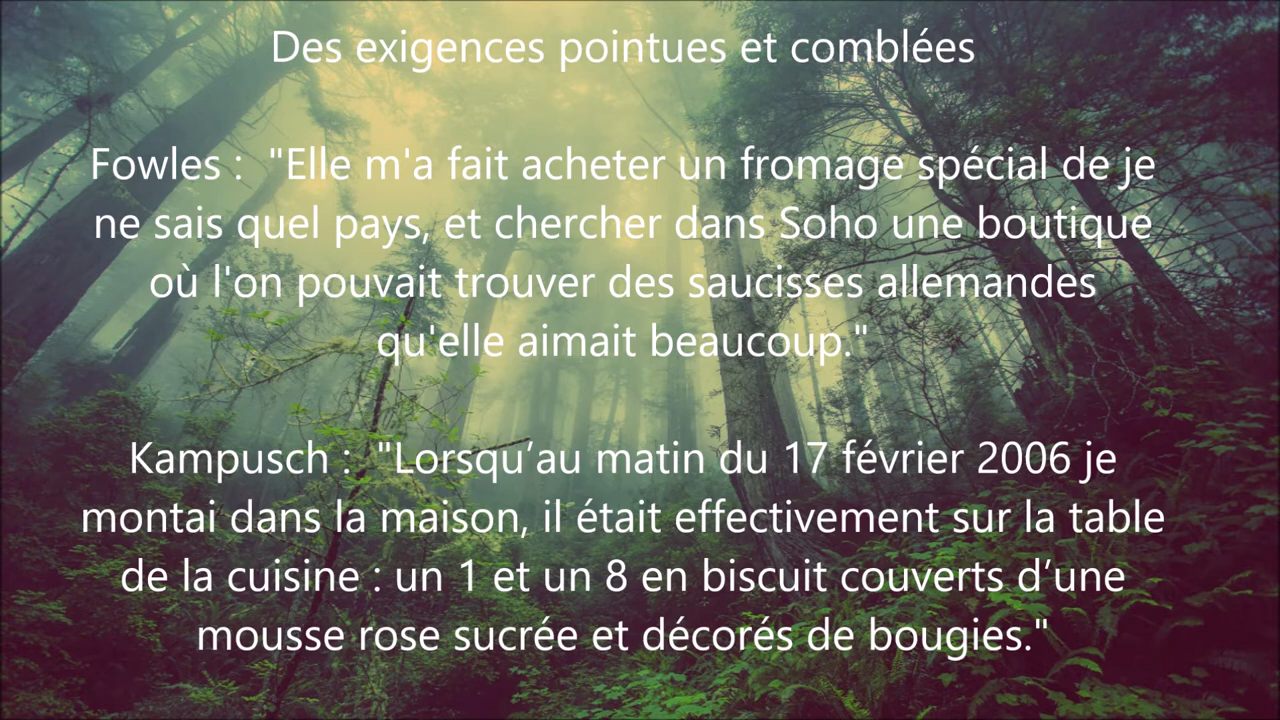 Des exigences pointues et comblées
Fowles :  "Elle m'a fait acheter un fromage spécial de je
ne sais quel pays, et chercher dans Soho une boutique
où l'on pouvait trouver des saucisses allemandes
qu'elle aimait beaucoup."
Kampusch :  "Lorsqu’au matin du 17 février 2006 je
montai dans la maison, il était effectivement sur la table
de la cuisine : un 1 et un 8 en biscuit couverts d’une
mousse rose sucrée et décorés de bougies."